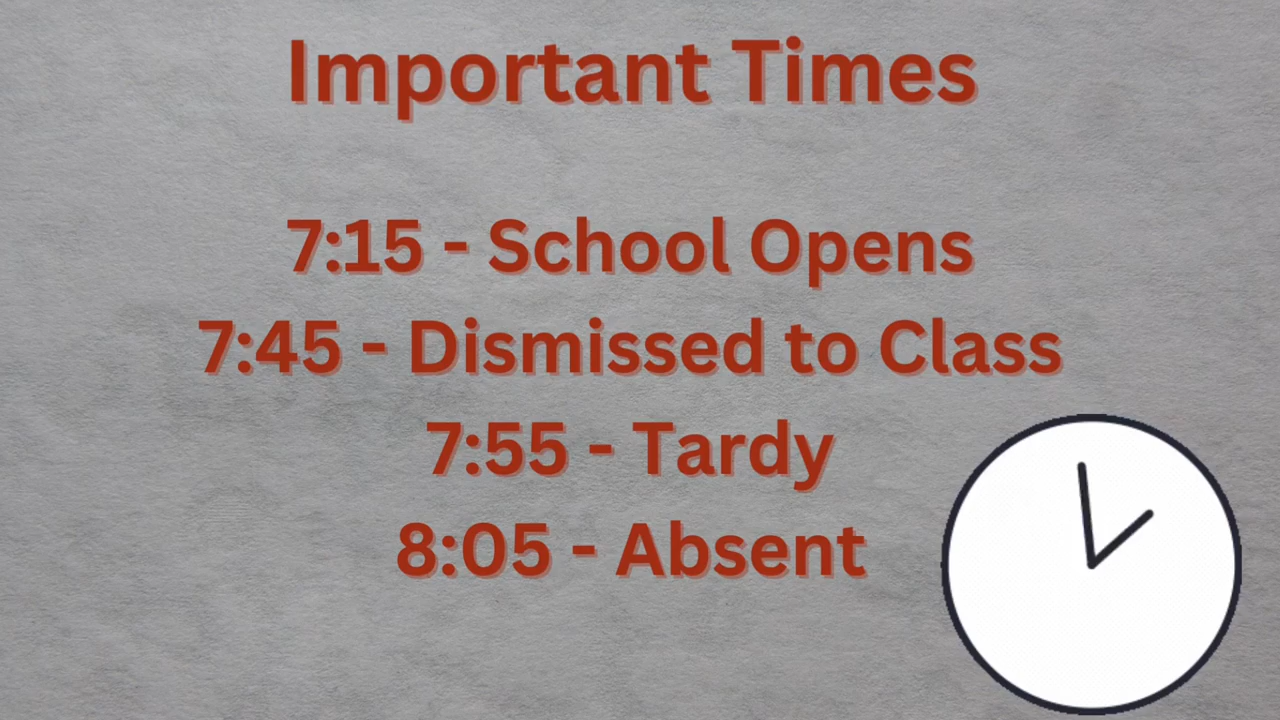 Important Times
7:15 - School Opens
7:45 - Dismissed to Class
7:55 - Tardy
8:05 - Absent